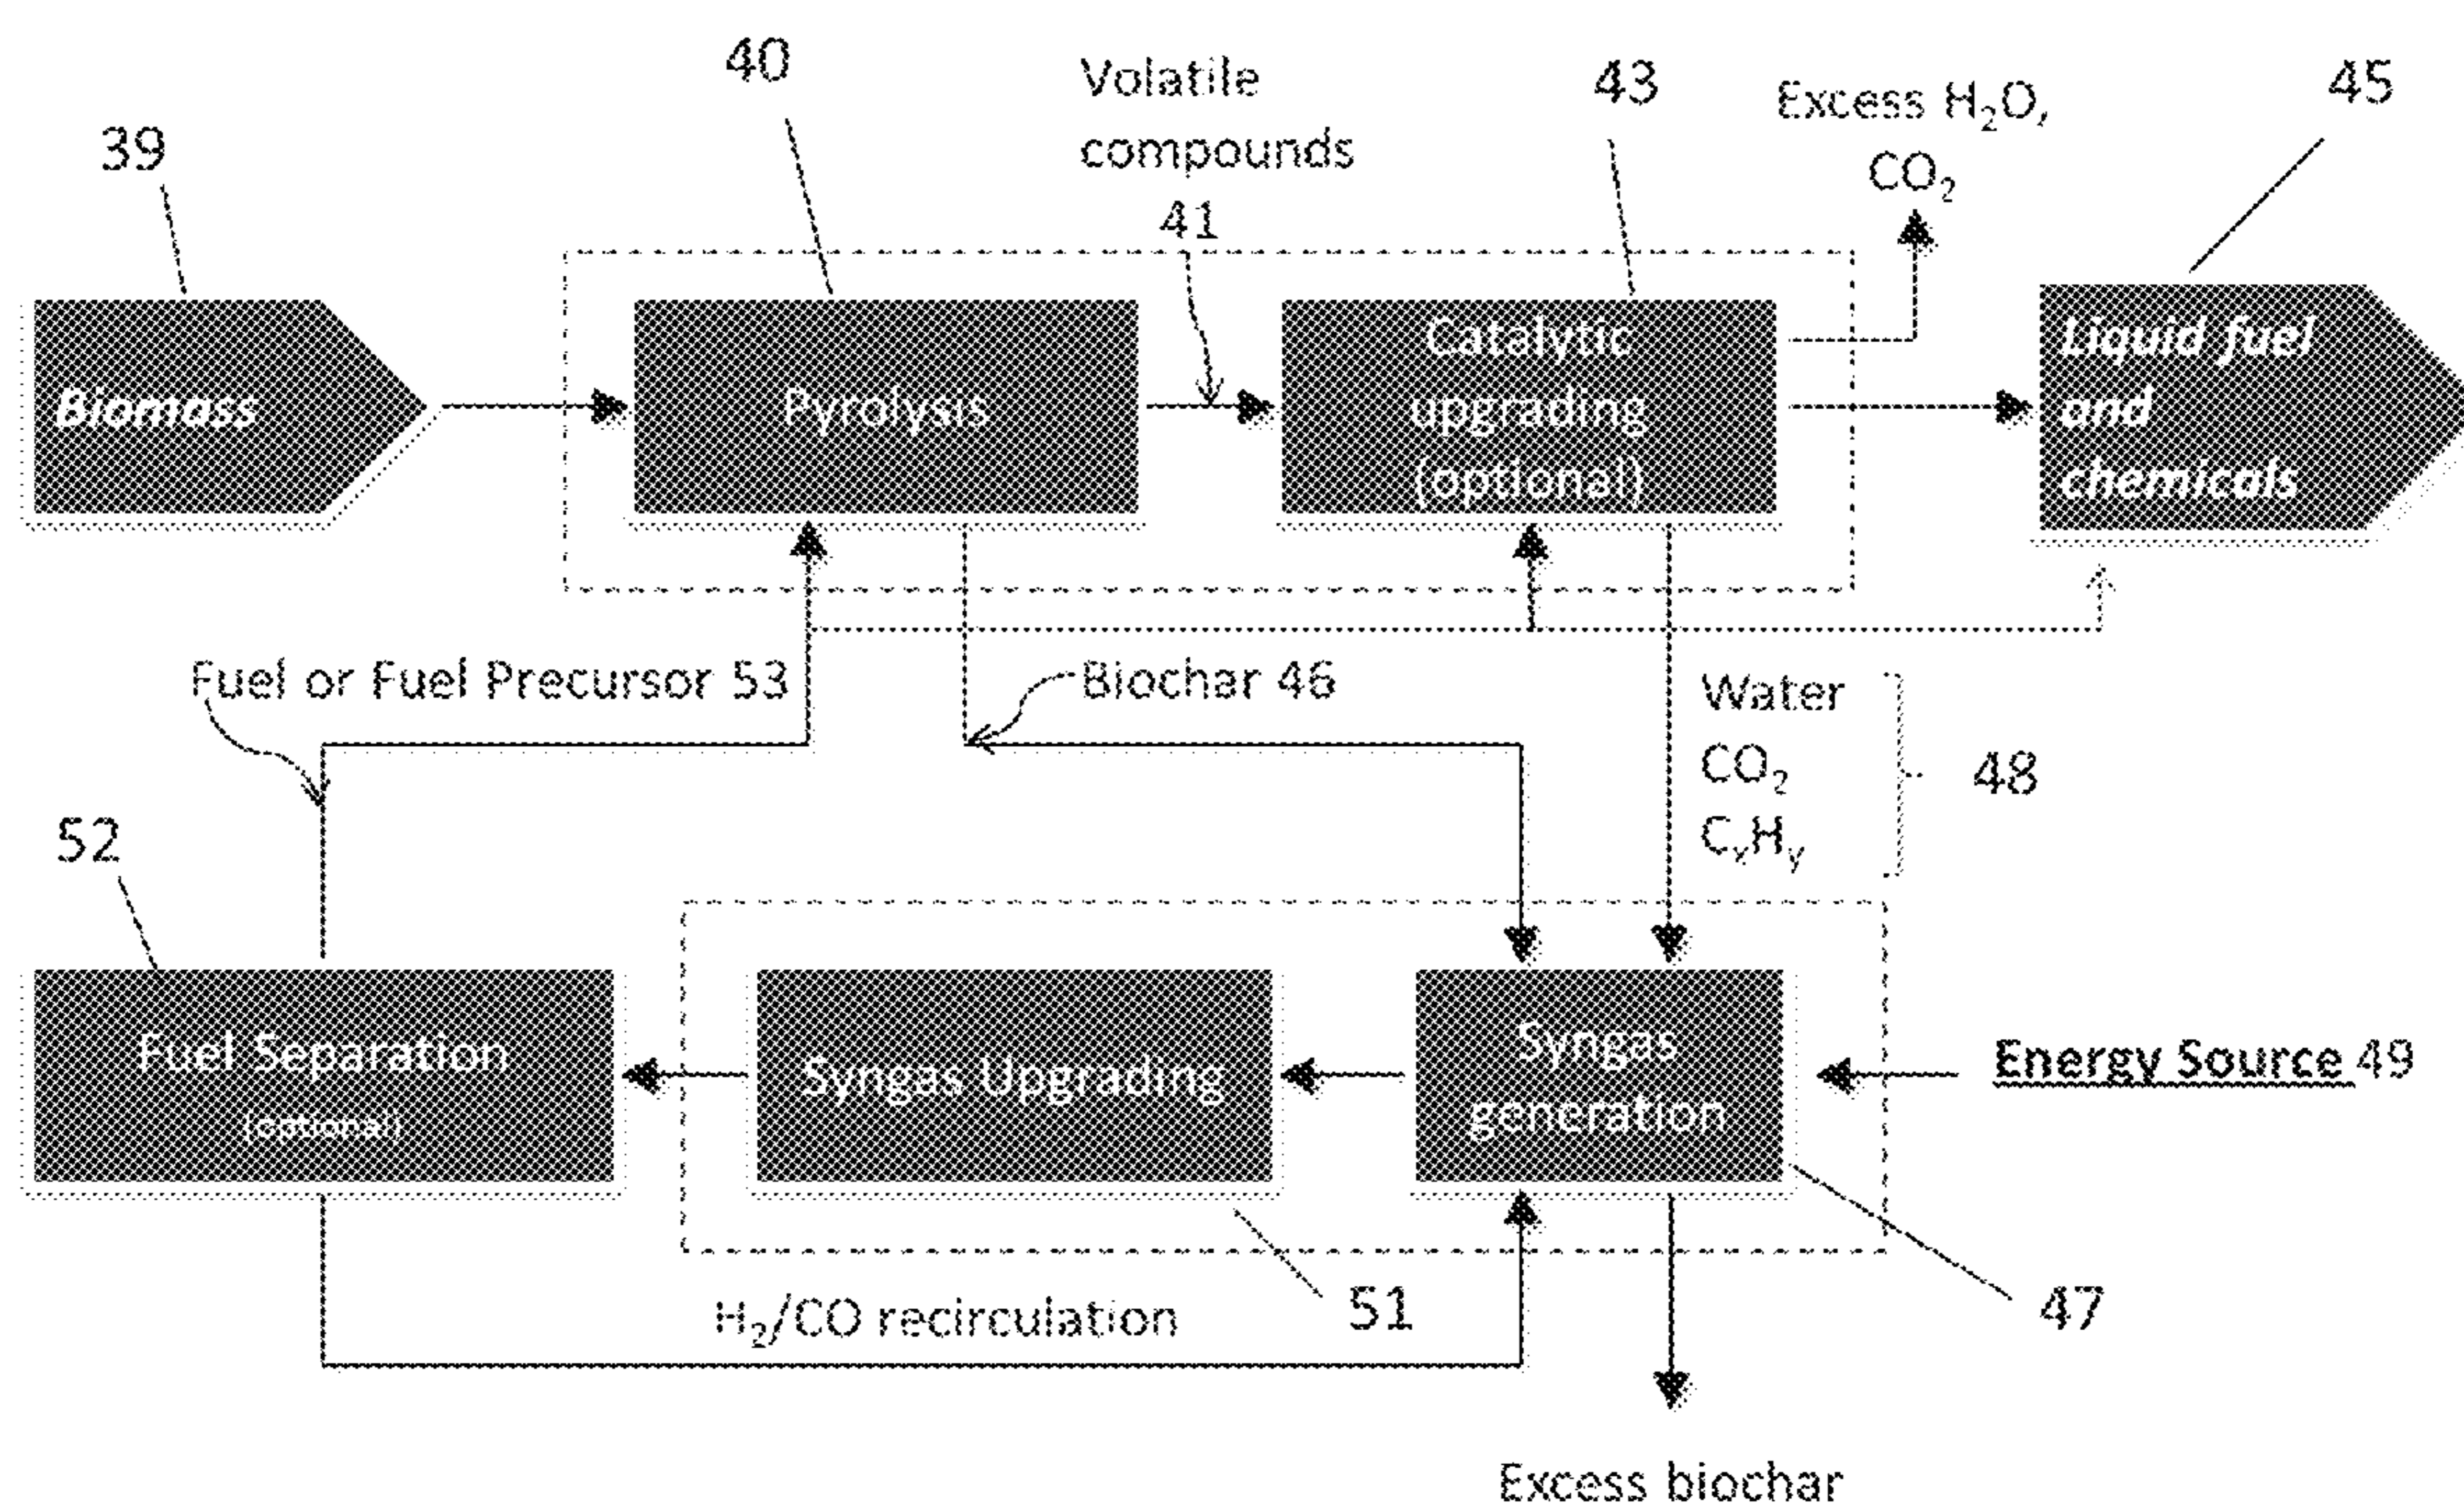 40
Volatile
compounds
41
43
Excess H₂O,
CO₂
45
39
Biomass
Pyrolysis
Catalytic
upgrading
(optional)
Liquid fuel
and
chemicals
Fuel or Fuel Precursor 53
Biochar 46
Water
CO₂
CₓHᵧ
48
52
Fuel Separation
(optional)
Syngas Upgrading
Syngas
generation
Energy Source 49
H₂/CO recirculation
51
47
Excess biochar